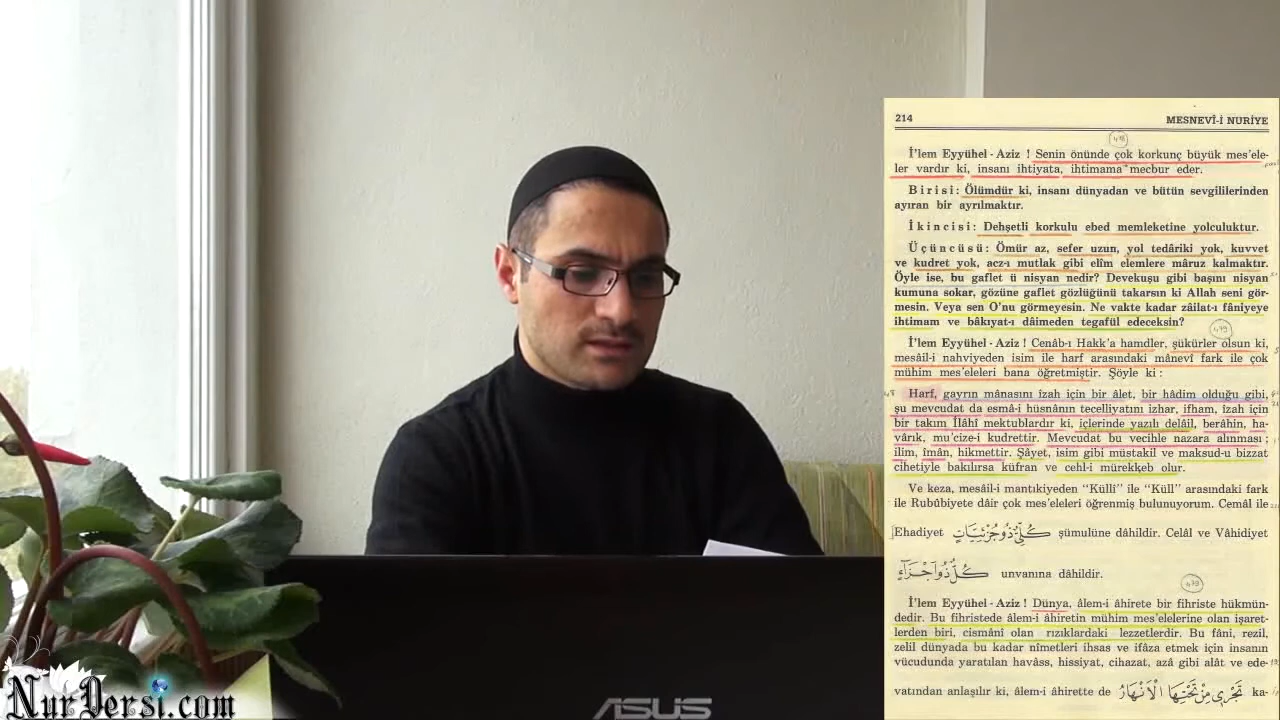 214 MESNEVÎ-İ NURİYE
İ'lem Eyyühel - Aziz ! Senin önünde çok korkunç büyük mes'ele-
ler vardır ki, insanı ihtiyata, ihtimama mecbur eder.
Birisi: Ölümdür ki, insanı dünyadan ve bütün sevgililerinden
ayıran bir ayrılmaktır.
İkincisi: Dehşetli korkulu ebed memleketine yolculuktur.
Üçüncüsü: Ömür az, sefer uzun, yol tedâriki yok, kuvvet
ve kudret yok, acz-ı mutlak gibi elîm elemlere mâruz kalmaktır.
Öyle ise, bu gaflet ü nisyan nedir? Devekuşu gibi başını nisyan
kumuna sokar, gözüne gaflet gözlüğünü takarsın ki Allah seni gör-
mesin. Veya sen O'nu görmeyesin. Ne vakte kadar zâilat-ı fâniyeye
ihtimam ve bâkıyat-ı dâimeden tegafül edeceksin?
İ'lem Eyyühel - Aziz ! Cenâb-ı Hakk'a hamdler, şükürler olsun ki,
mesâil-i nahviyeden isim ile harf arasındaki mânevî fark ile çok
mühim mes'eleleri bana öğretmiştir. Şöyle ki :
Harf, gayrın mânasını îzah için bir âlet, bir hâdim olduğu gibi,
şu mevcudat da esmâ-i hüsnânın tecelliyatını izhar, ifham, îzah için
bir takım İlâhî mektublardır ki, içlerinde yazılı delâil, berâhin, ha-
vârık, mu'cize-i kudrettir. Mevcudat bu vecihle nazara alınması ;
ilim, îmân, hikmettir. Şâyet, isim gibi müstakil ve maksud-u bizzat
cihetiyle bakılırsa küfran ve cehl-i mürekkeb olur.
Ve keza, mesâil-i mantıkiyeden "Küllî" ile "Küll" arasındaki fark
ile Rubûbiyete dâir çok mes'eleleri öğrenmiş bulunuyorum. Cemâl ile
Ehadiyet كُلِّىٌّ ذُو جُزْئِيَّاتٍ şümulüne dâhildir. Celâl ve Vâhidiyet
كُلٌّ ذُو اَجْزَاءٍ unvanına dâhildir.
İ'lem Eyyühel - Aziz ! Dünya, âlem-i âhirete bir fihriste hükmün-
dedir. Bu fihristede âlem-i âhiretin mühim mes'elelerine olan işaret-
lerden biri, cismânî olan rızıklardaki lezzetlerdir. Bu fâni, rezil,
zelil dünyada bu kadar nîmetleri ihsas ve ifâza etmek için insanın
vücudunda yaratılan havâss, hissiyat, cihazat, azâ gibi alât ve ede-
vatından anlaşılır ki, âlem-i âhirette de تَجْرِى مِنْ تَحْتِهَا الْاَنْهَارُ ka-
NurDersi.com
ASUS